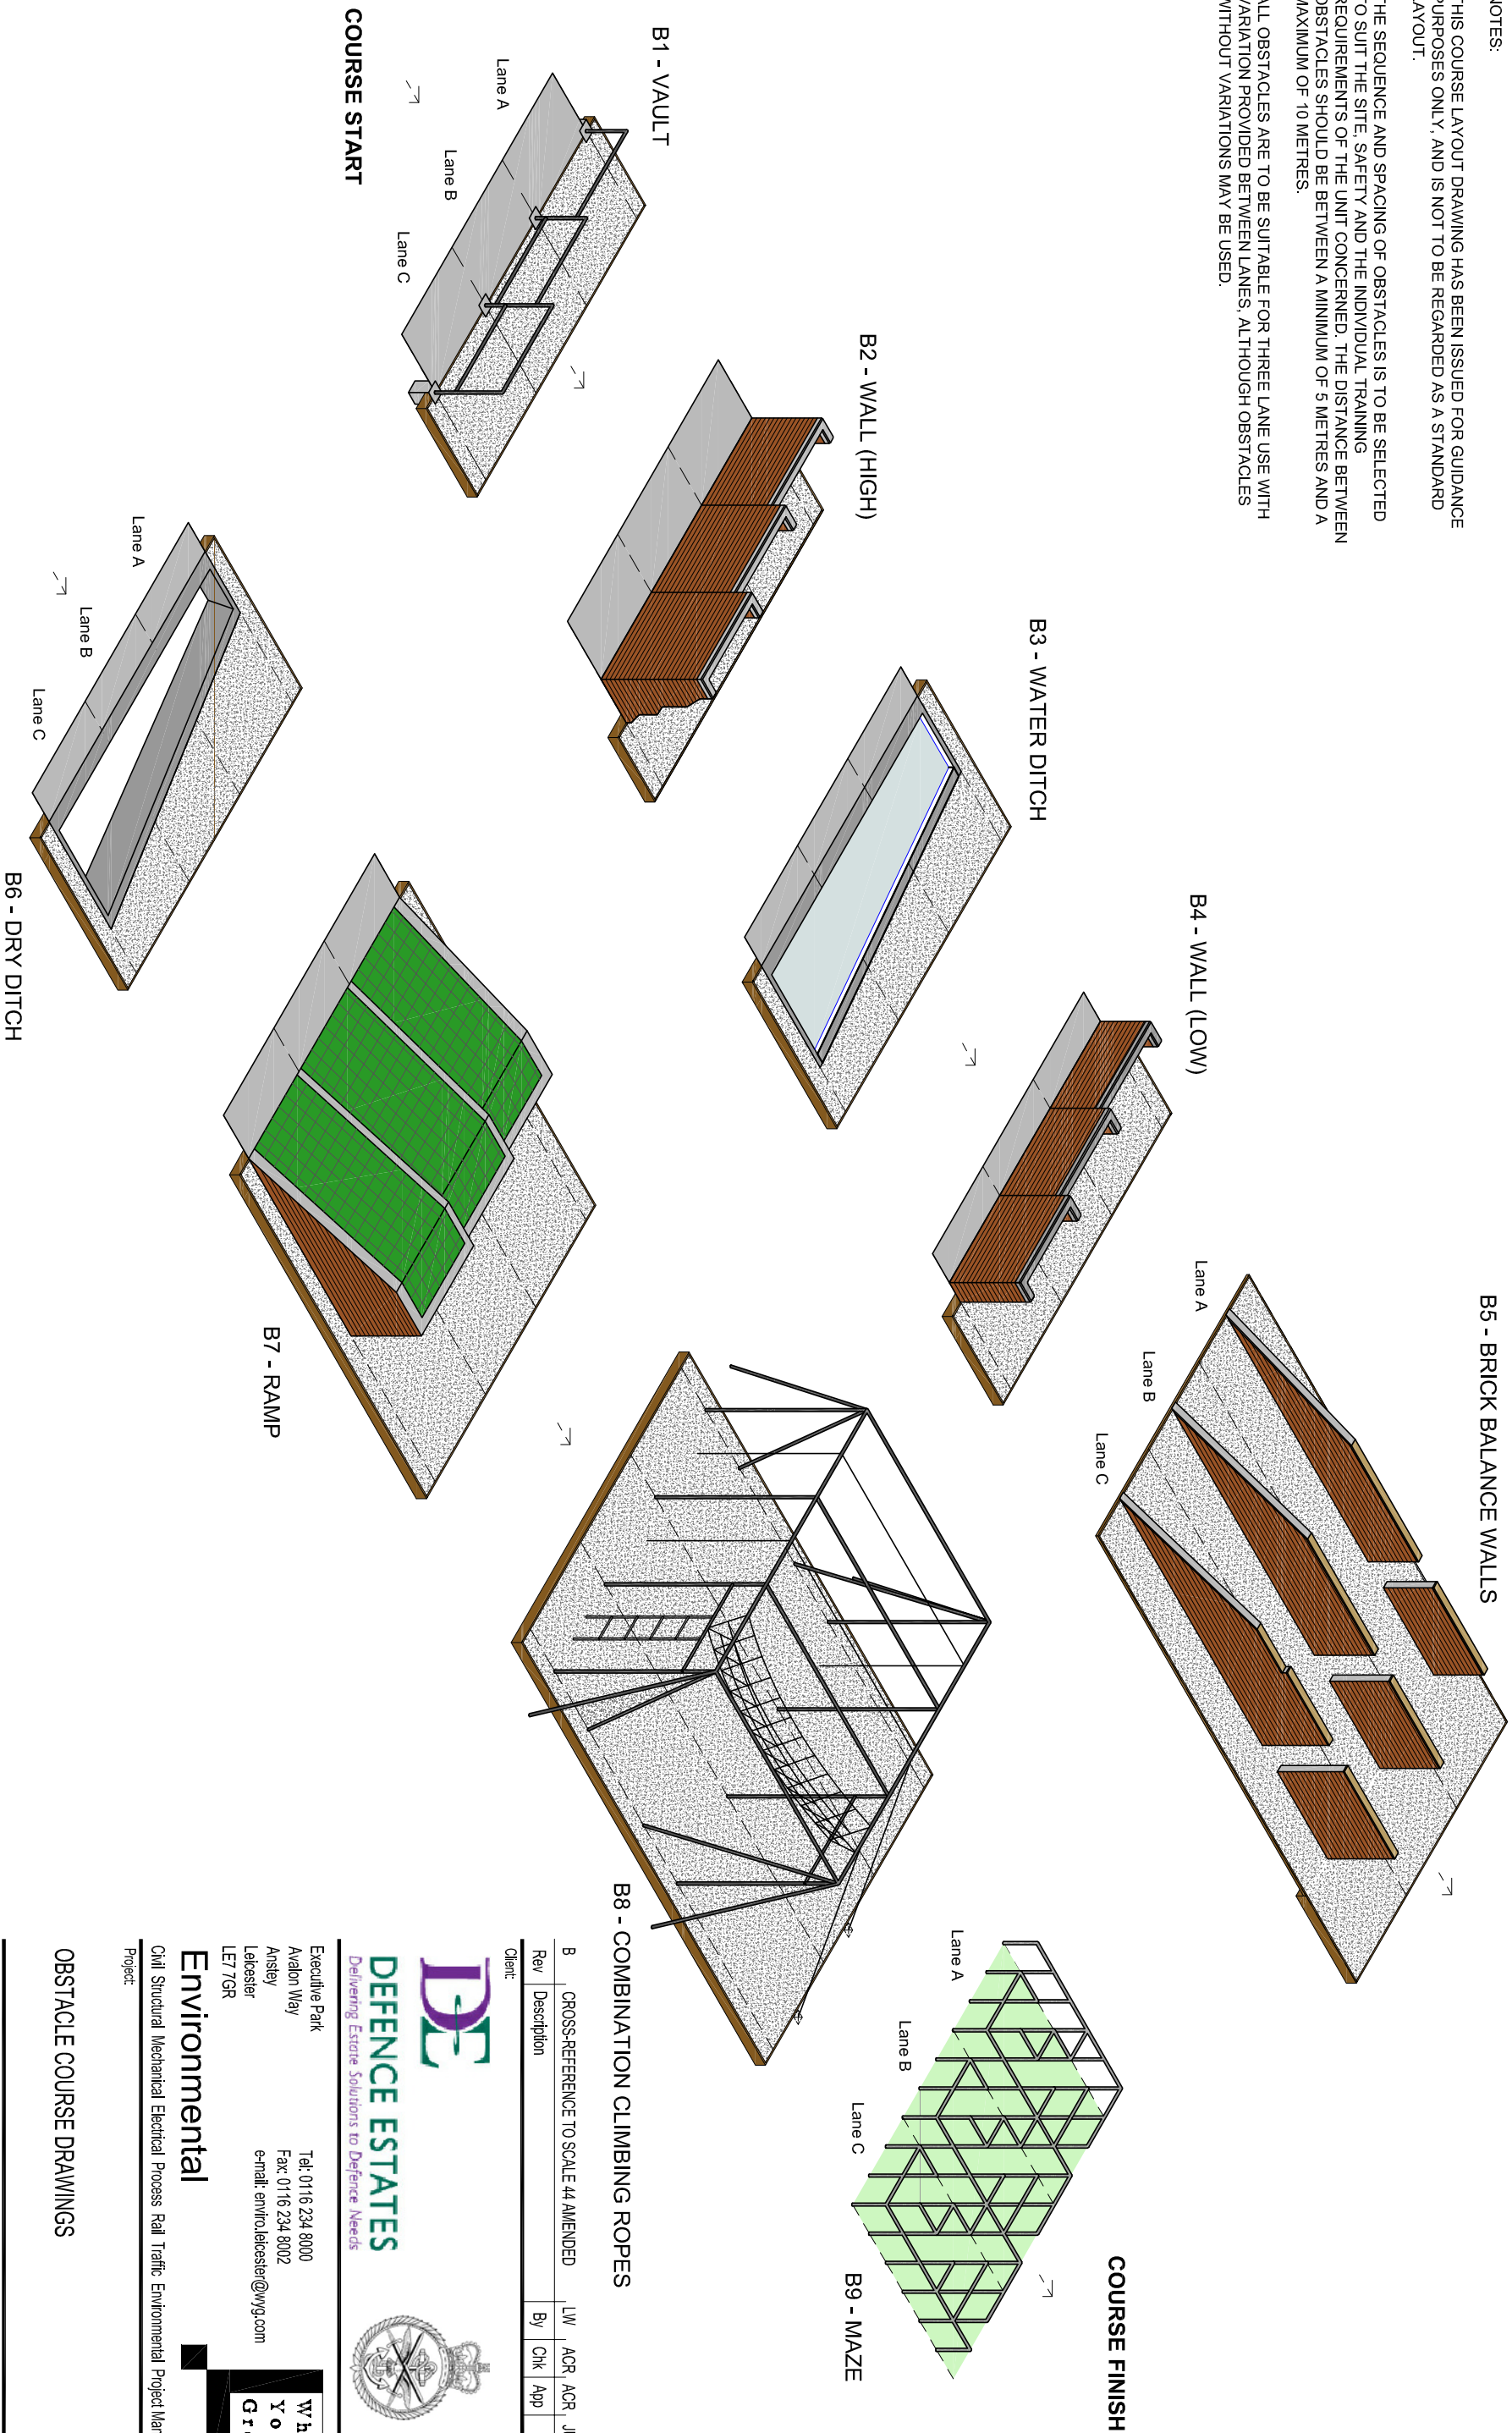 NOTES:
THIS COURSE LAYOUT DRAWING HAS BEEN ISSUED FOR GUIDANCE
PURPOSES ONLY, AND IS NOT TO BE REGARDED AS A STANDARD
LAYOUT.
THE SEQUENCE AND SPACING OF OBSTACLES IS TO BE SELECTED
TO SUIT THE SITE, SAFETY AND THE INDIVIDUAL TRAINING
REQUIREMENTS OF THE UNIT CONCERNED. THE DISTANCE BETWEEN
OBSTACLES SHOULD BE BETWEEN A MINIMUM OF 5 METRES AND A
MAXIMUM OF 10 METRES.
ALL OBSTACLES ARE TO BE SUITABLE FOR THREE LANE USE WITH
VARIATION PROVIDED BETWEEN LANES, ALTHOUGH OBSTACLES
WITHOUT VARIATIONS MAY BE USED.
B5 - BRICK BALANCE WALLS
Lane A
Lane B
Lane C
B4 - WALL (LOW)
COURSE FINISH
B3 - WATER DITCH
Lane A
Lane B
Lane C
B9 - MAZE
B2 - WALL (HIGH)
B1 - VAULT
Lane A
Lane B
Lane C
COURSE START
B8 - COMBINATION CLIMBING ROPES
B7 - RAMP
Lane A
Lane B
Lane C
B6 - DRY DITCH
B CROSS-REFERENCE TO SCALE 44 AMENDED LW ACR ACR
Rev Description By Chk App
Client:
DE
DEFENCE ESTATES
Delivering Estate Solutions to Defence Needs
Executive Park
Avalon Way
Anstey
Leicester
LE7 7GR
Tel: 0116 234 8000
Fax: 0116 234 8002
e-mail: enviro.leicester@wyg.com
Environmental
Civil Structural Mechanical Electrical Process Rail Traffic Environmental Project
Project:
OBSTACLE COURSE DRAWINGS